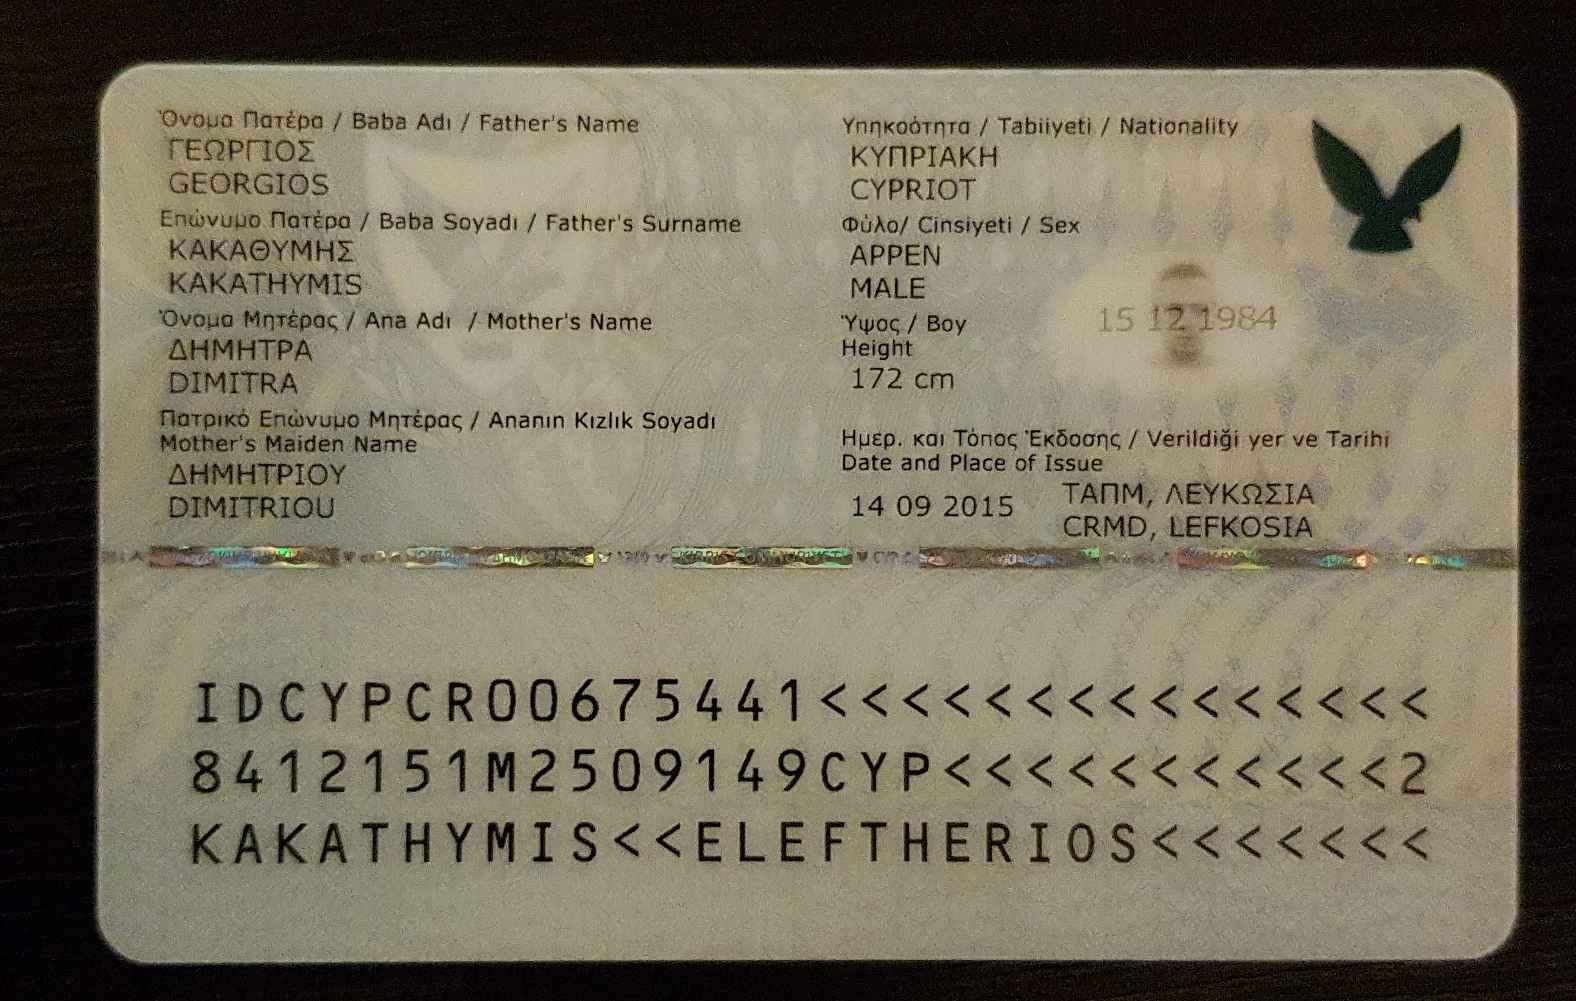 Όνομα Πατέρα / Baba Adı / Father's Name
ΓΕΩΡΓΙΟΣ
GEORGIOS
Επώνυμο Πατέρα / Baba Soyadı / Father's Surname
ΚΑΚΑΘΥΜΗΣ
KAKATHYMIS
Όνομα Μητέρας / Ana Adı / Mother's Name
ΔΗΜΗΤΡΑ
DIMITRA
Πατρικό Επώνυμο Μητέρας / Ananın Kızlık Soyadı
Mother's Maiden Name
ΔΗΜΗΤΡΙΟΥ
DIMITRIOU
Υπηκοότητα / Tabiiyeti / Nationality
ΚΥΠΡΙΑΚΗ
CYPRIOT
Φύλο/ Cinsiyeti / Sex
ΑΡΡΕΝ
MALE
Ύψος / Boy
Height
172 cm
15 12 1984
Ημερ. και Τόπος Έκδοσης / Verildiği yer ve Tarihi
Date and Place of Issue
14 09 2015
ΤΑΠΜ, ΛΕΥΚΩΣΙΑ
CRMD, LEFKOSIA
IDCYPCR00675441<<<<<<<<<<<<<<<
8412151M2509149CYP<<<<<<<<<<<2
KAKATHYMIS<<ELEFTHERIOS<<<<<<<